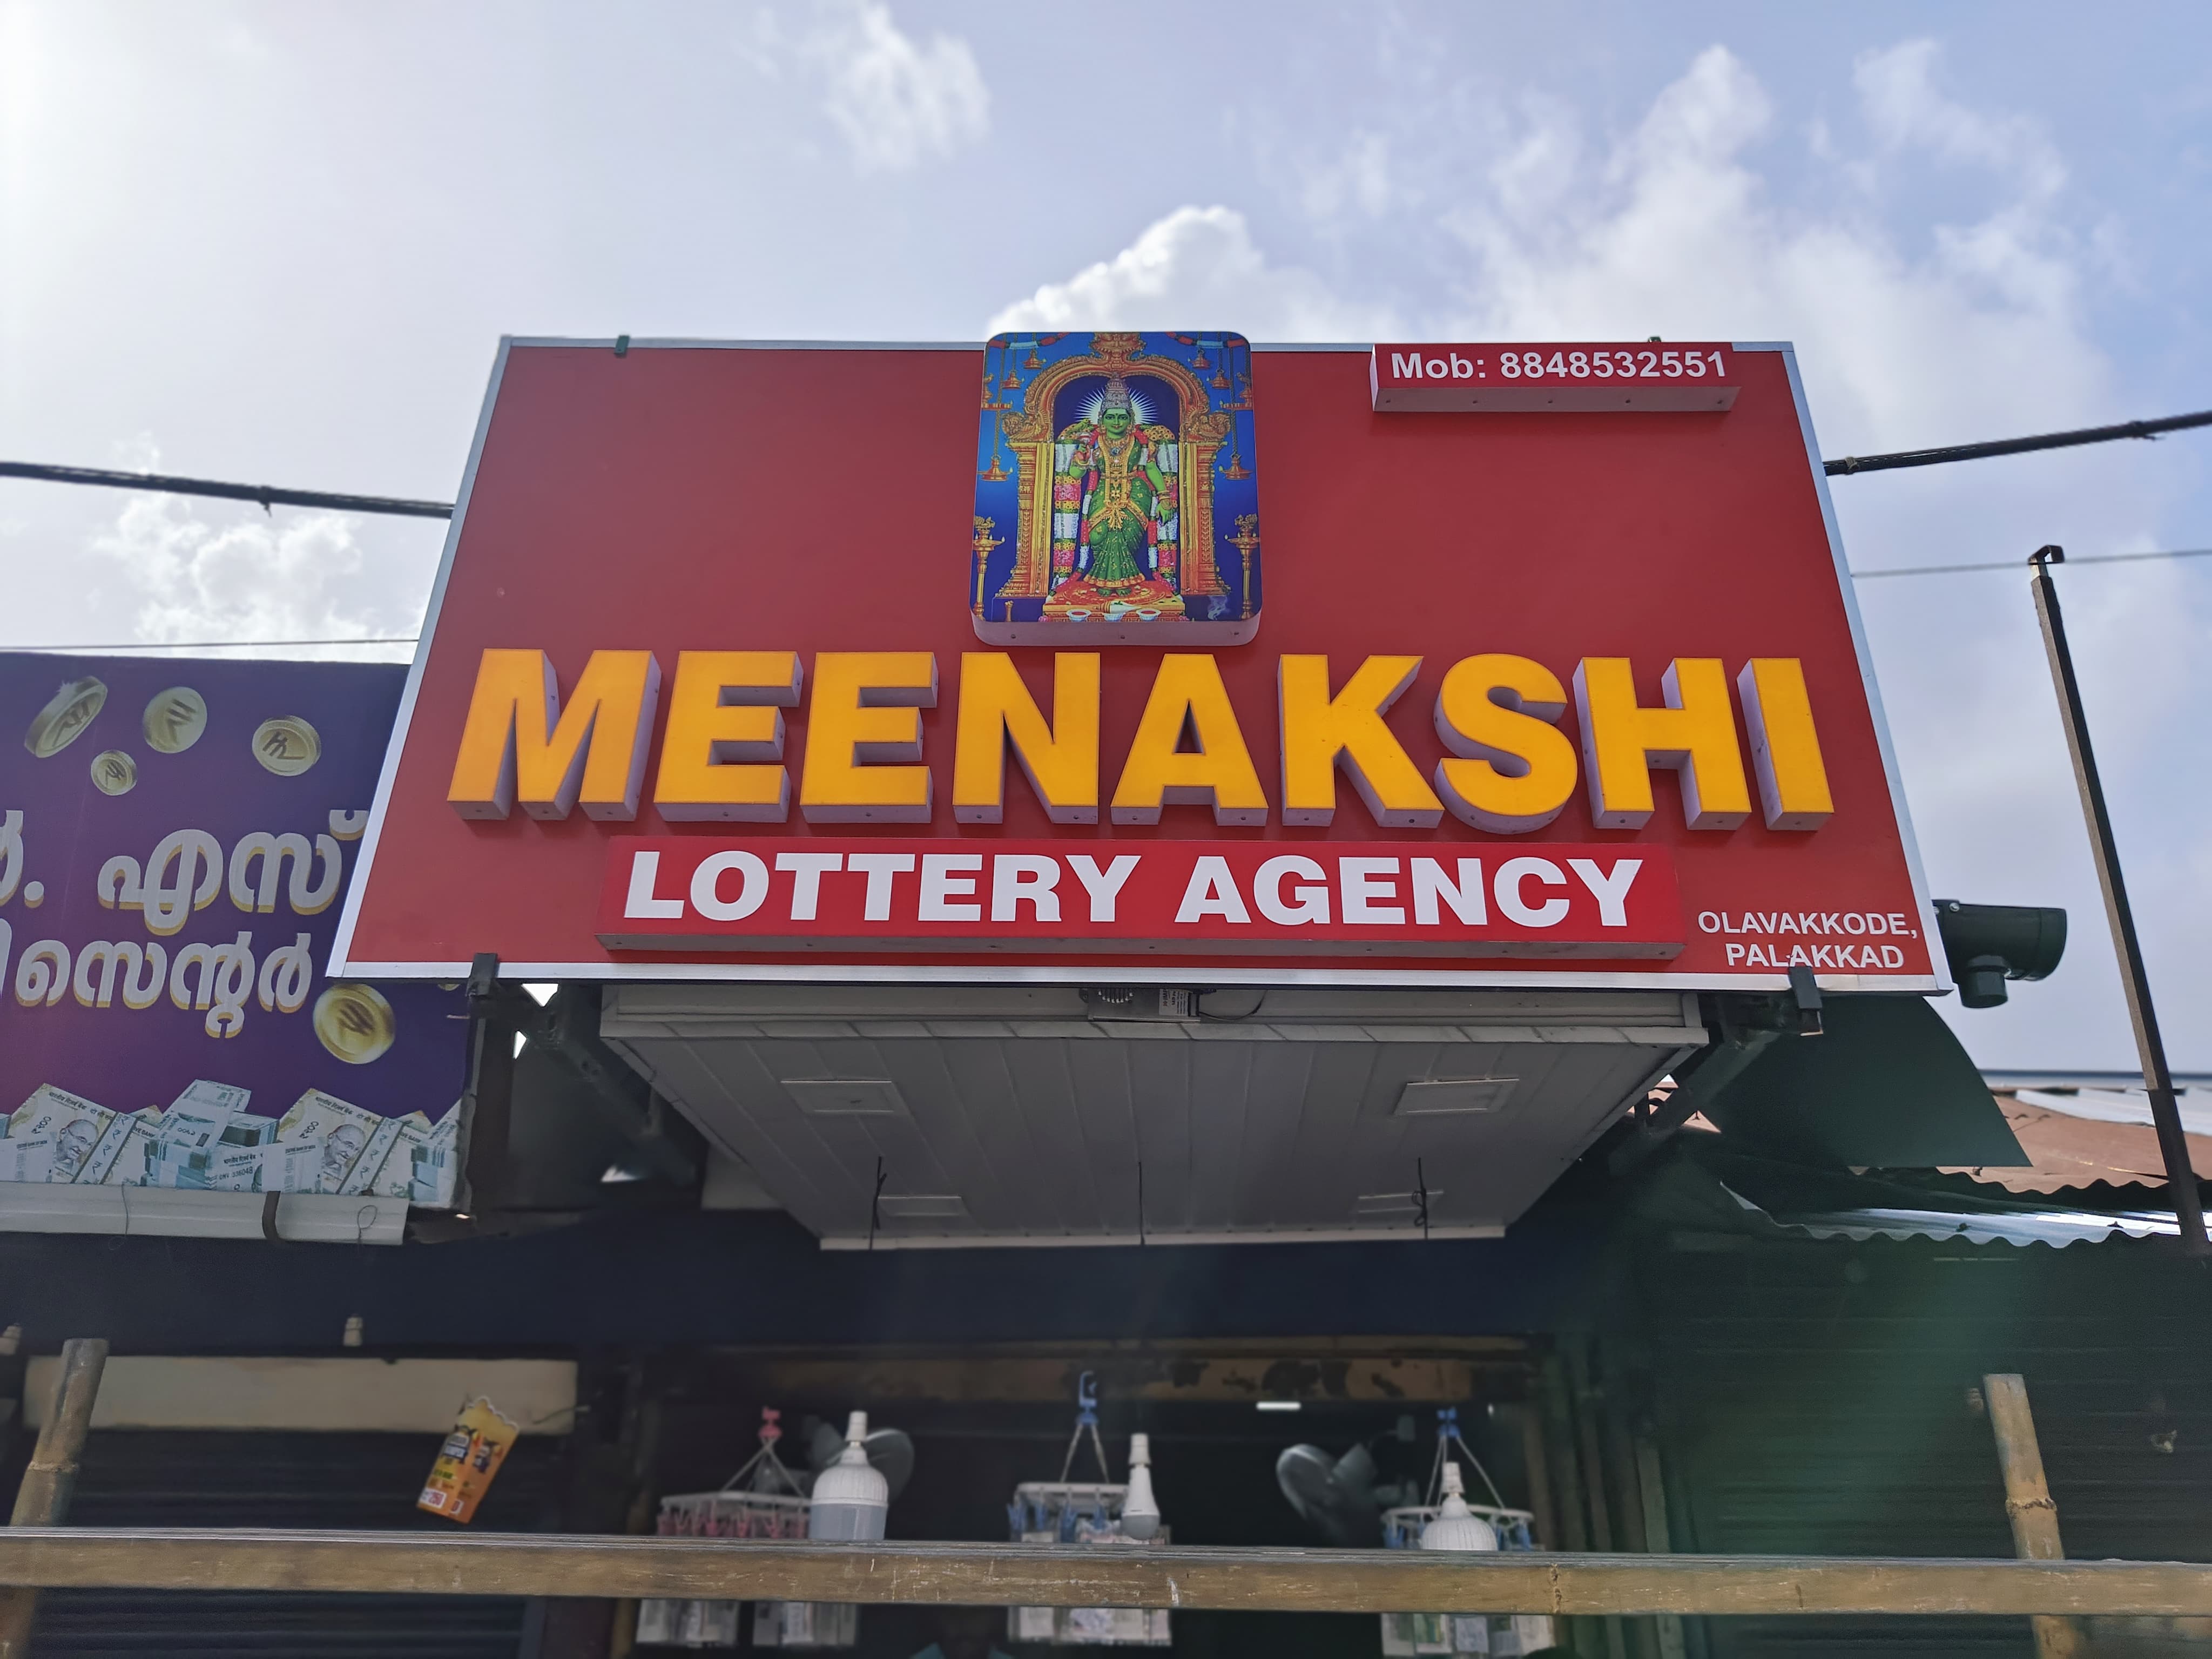 Mob: 8848532551
MEENAKSHI
LOTTERY AGENCY
OLAVAKKODE,
PALAKKAD
എസ്
സെന്റർ